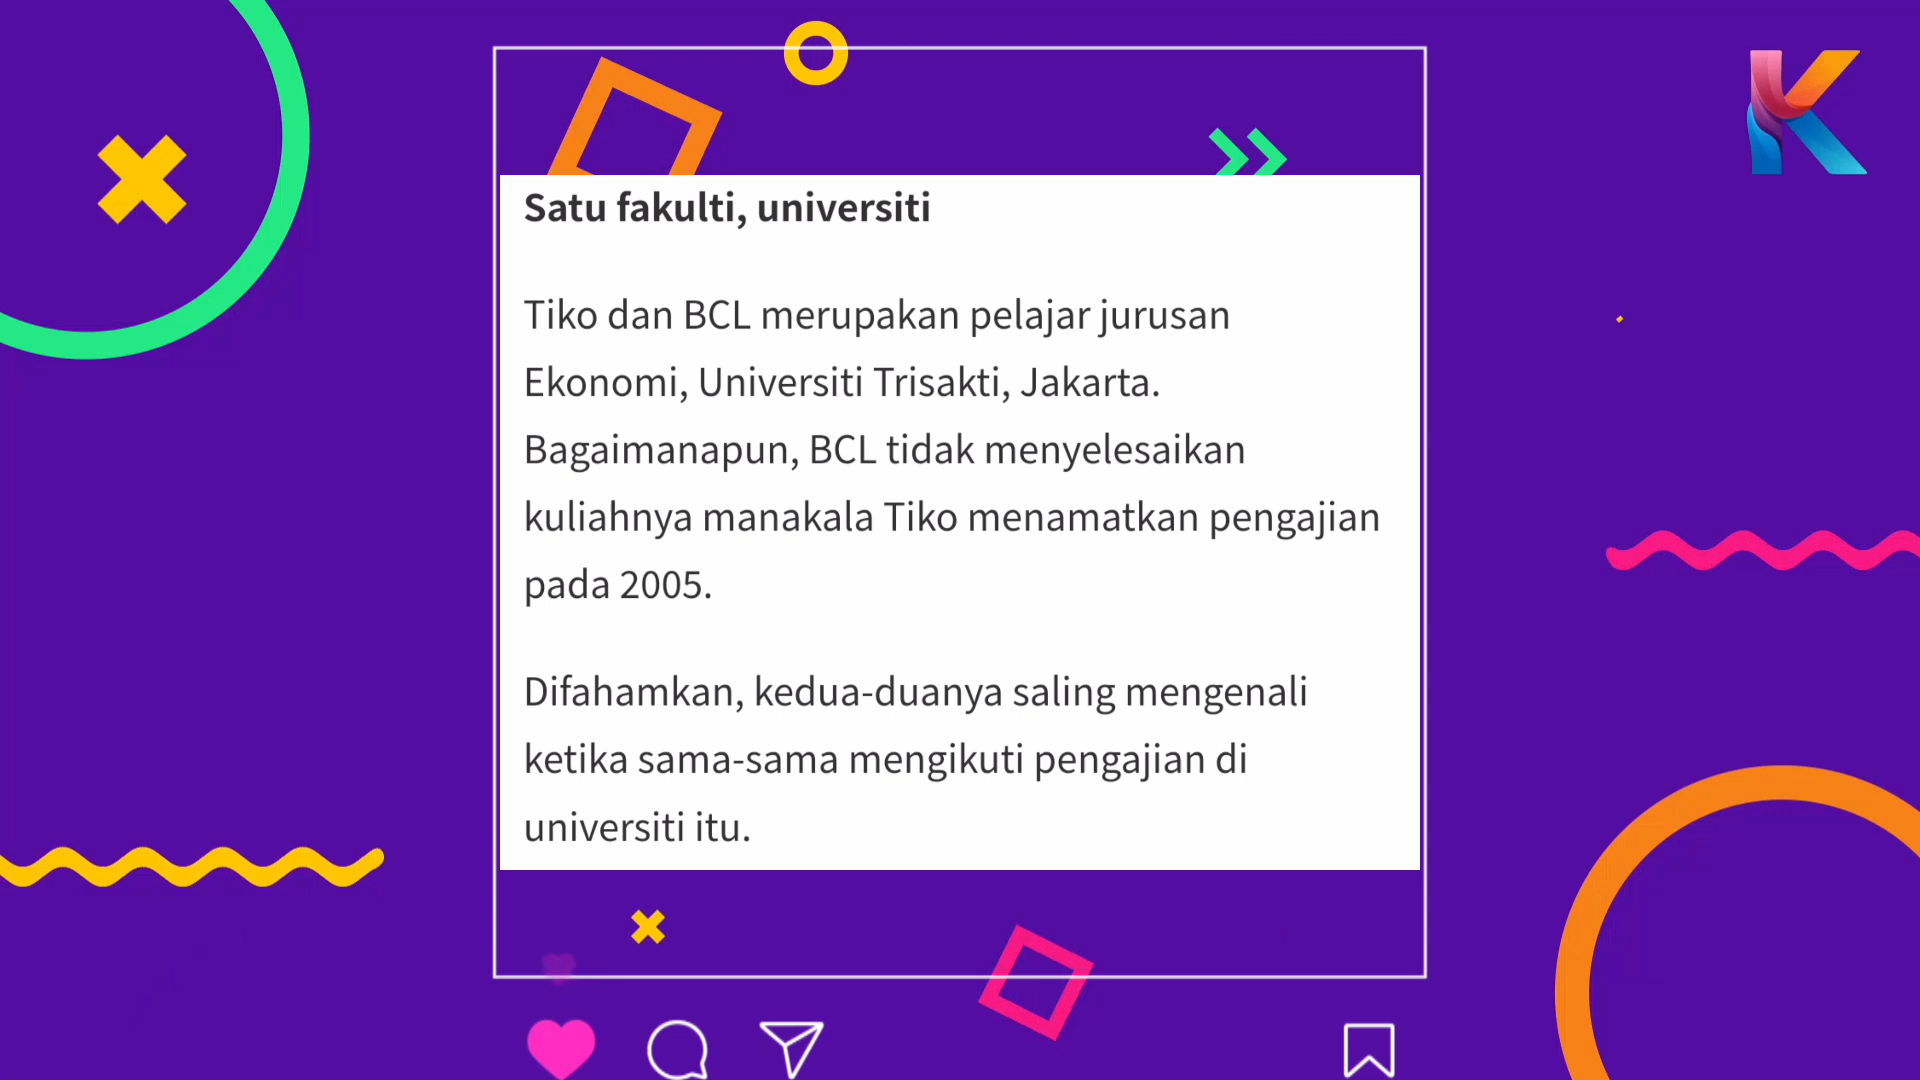 Satu fakulti, universiti
Tiko dan BCL merupakan pelajar jurusan
Ekonomi, Universiti Trisakti, Jakarta.
Bagaimanapun, BCL tidak menyelesaikan
kuliahnya manakala Tiko menamatkan pengajian
pada 2005.
Difahamkan, kedua-duanya saling mengenali
ketika sama-sama mengikuti pengajian di
universiti itu.
K